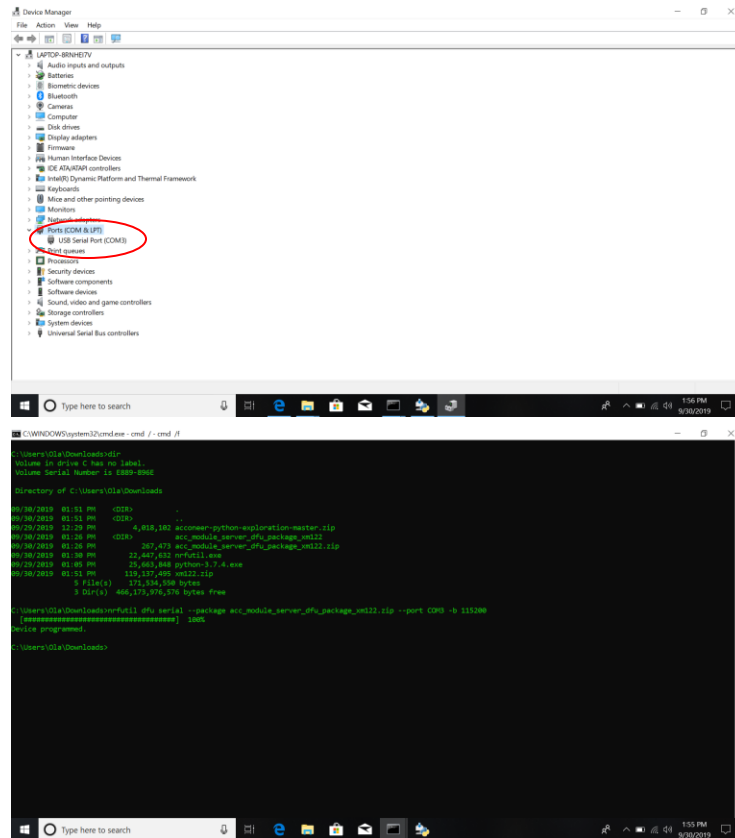 Device Manager
File Action View Help
LAPTOP-8RNHEI7V
Audio inputs and outputs
Batteries
Biometric devices
Bluetooth
Cameras
Computer
Disk drives
Display adapters
Firmware
Human Interface Devices
IDE ATA/ATAPI controllers
Intel(R) Dynamic Platform and Thermal Framework
Keyboards
Mice and other pointing devices
Monitors
Network adapters
Ports (COM & LPT)
USB Serial Port (COM3)
Print queues
Processors
Security devices
Software components
Software devices
Sound, video and game controllers
Storage controllers
System devices
Universal Serial Bus controllers
Type here to search
1:56 PM
9/30/2019
C:\WINDOWS\system32\cmd.exe - cmd / - cmd /f
C:\Users\Ola\Downloads>dir
Volume in drive C has no label.
Volume Serial Number is E889-896E
Directory of C:\Users\Ola\Downloads
09/30/2019 01:51 PM <DIR> .
09/30/2019 01:51 PM <DIR> ..
09/29/2019 12:29 PM 4,018,102 acconeer-python-exploration-master.zip
09/30/2019 01:26 PM <DIR> acc_module_server_dfu_package_xm122
09/30/2019 01:26 PM 267,473 acc_module_server_dfu_package_xm122.zip
09/30/2019 01:30 PM 22,447,632 nrfutil.exe
09/29/2019 01:05 PM 25,663,848 python-3.7.4.exe
09/30/2019 01:51 PM 119,137,495 xm122.zip
5 File(s) 171,534,550 bytes
3 Dir(s) 466,173,976,576 bytes free
C:\Users\Ola\Downloads>nrfutil dfu serial --package acc_module_server_dfu_package_xm122.zip --port COM3 -b 115200
[####################################] 100%
Device programmed.
C:\Users\Ola\Downloads>
Type here to search
1:55 PM
9/30/2019